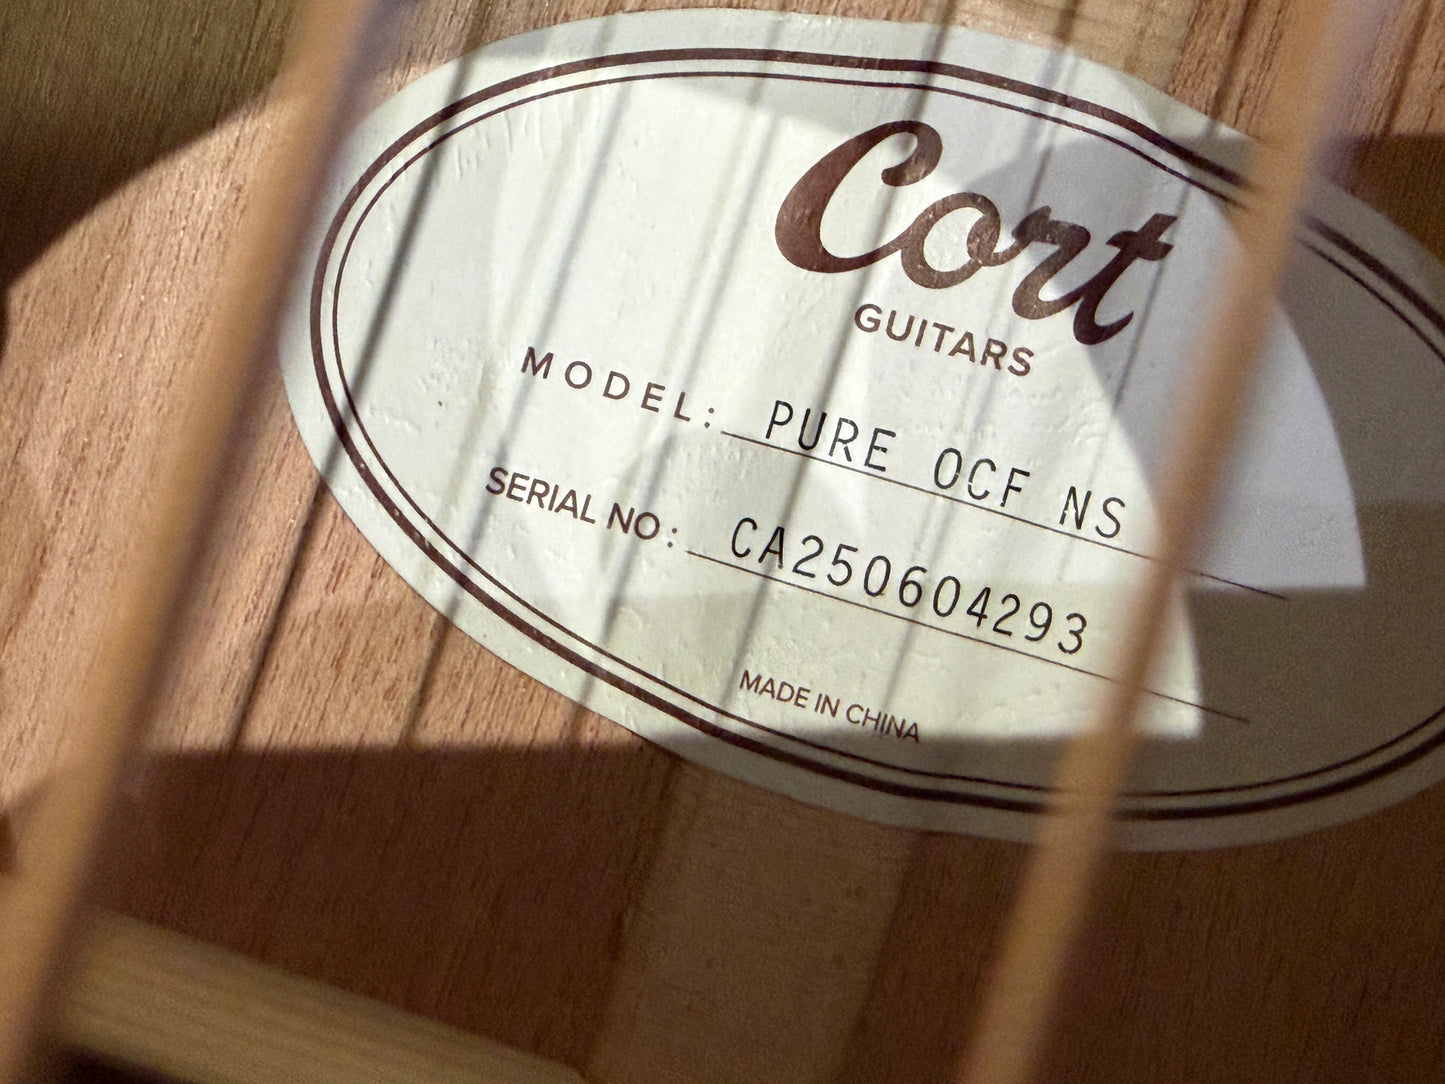 Cort
GUITARS
MODEL: PURE OCF NS
SERIAL NO: CA250604293
MADE IN CHINA